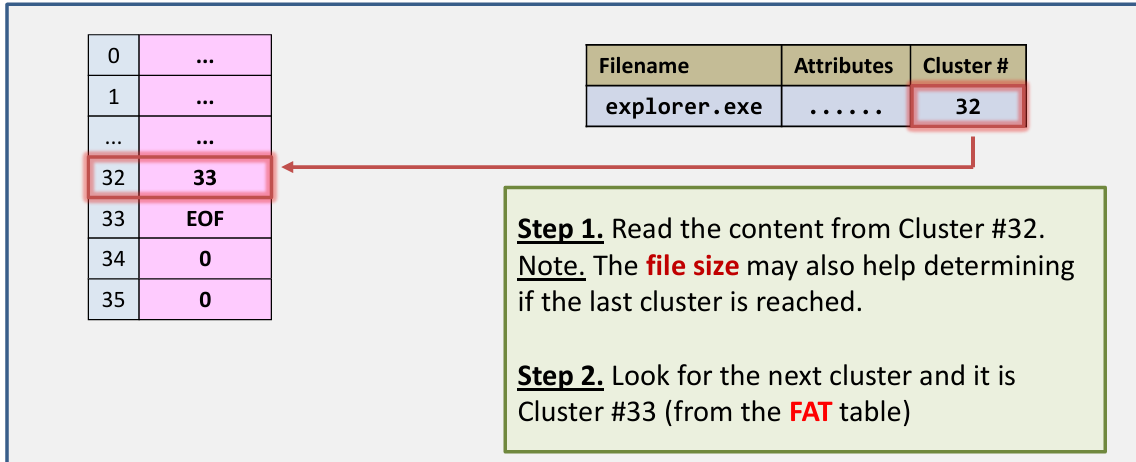 0 ...
1 ...
... ...
32 33
33 EOF
34 0
35 0
Filename Attributes Cluster #
explorer.exe ...... 32
Step 1. Read the content from Cluster #32.
Note. The file size may also help determining
if the last cluster is reached.
Step 2. Look for the next cluster and it is
Cluster #33 (from the FAT table)